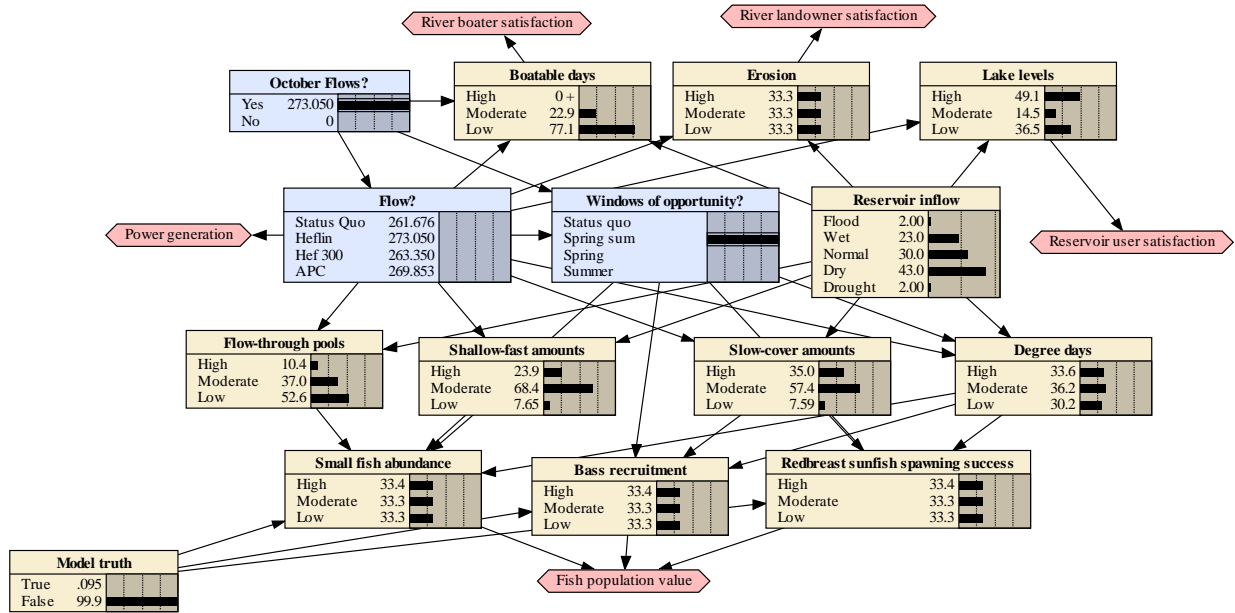 River boater satisfaction
River landowner satisfaction
October Flows?
Yes 273.050
No 0
Boatable days
High 0 +
Moderate 22.9
Low 77.1
Erosion
High 33.3
Moderate 33.3
Low 33.3
Lake levels
High 49.1
Moderate 14.5
Low 36.5
Flow?
Status Quo 261.676
Heflin 273.050
Hef 300 263.350
APC 269.853
Windows of opportunity?
Status quo
Spring sum
Spring
Summer
Reservoir inflow
Flood 2.00
Wet 23.0
Normal 30.0
Dry 43.0
Drought 2.00
Power generation
Reservoir user satisfaction
Flow-through pools
High 10.4
Moderate 37.0
Low 52.6
Shallow-fast amounts
High 23.9
Moderate 68.4
Low 7.65
Slow-cover amounts
High 35.0
Moderate 57.4
Low 7.59
Degree days
High 33.6
Moderate 36.2
Low 30.2
Small fish abundance
High 33.4
Moderate 33.3
Low 33.3
Bass recruitment
High 33.4
Moderate 33.3
Low 33.3
Redbreast sunfish spawning success
High 33.4
Moderate 33.3
Low 33.3
Model truth
True .095
False 99.9
Fish population value